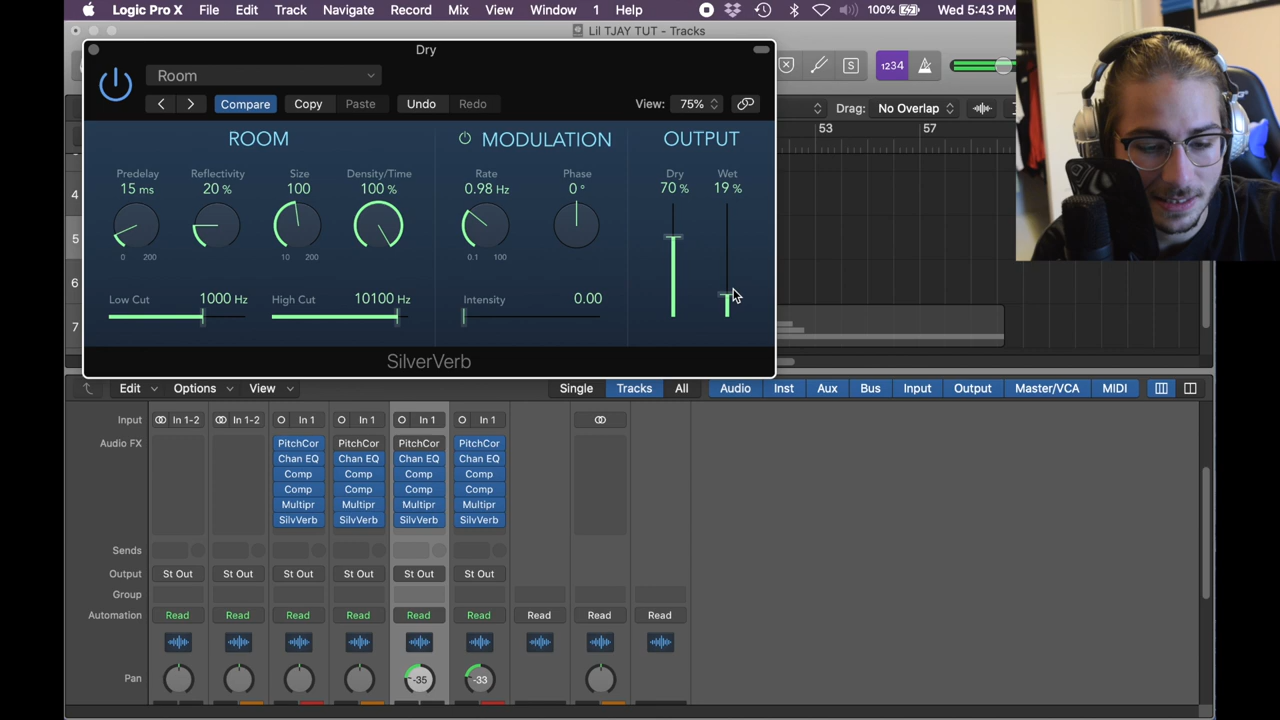 Logic Pro X File Edit Track Navigate Record Mix View Window 1 Help 100% Wed 5:43 PM
Lil TJAY TUT - Tracks
Dry
Room
S 1234
Compare Copy Paste Undo Redo View: 75% Drag: No Overlap
53 57
ROOM MODULATION OUTPUT
Predelay Reflectivity Size Density/Time Rate Phase Dry Wet
15 ms 20 % 100 100 % 0.98 Hz 0° 70 % 19 %
4
5
0 200 10 200 0.1 100
6
Low Cut 1000 Hz High Cut 10100 Hz Intensity 0.00
7
SilverVerb
Edit Options View Single Tracks All Audio Inst Aux Bus Input Output Master/VCA MIDI
Input In 1-2 In 1-2 In 1 In 1 In 1 In 1
Audio FX PitchCor PitchCor PitchCor PitchCor
Chan EQ Chan EQ Chan EQ Chan EQ
Comp Comp Comp Comp
Comp Comp Comp Comp
Multipr Multipr Multipr Multipr
SilvVerb SilvVerb SilvVerb SilvVerb
Sends
Output St Out St Out St Out St Out St Out St Out
Group
Automation Read Read Read Read Read Read Read Read Read
Pan -35 -33